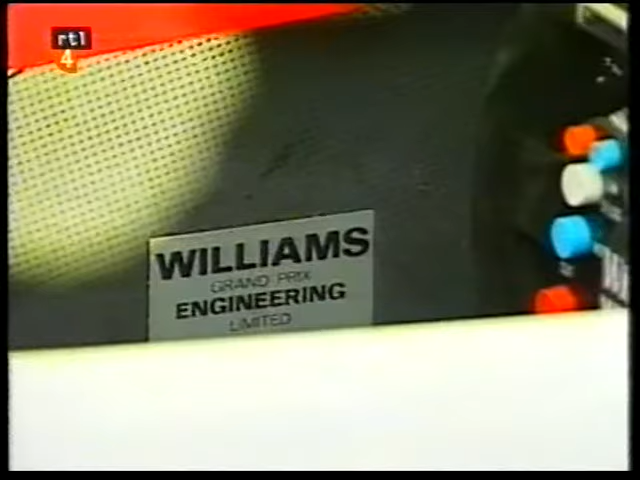 rtl
4
WILLIAMS
GRAND PRIX
ENGINEERING
LIMITED